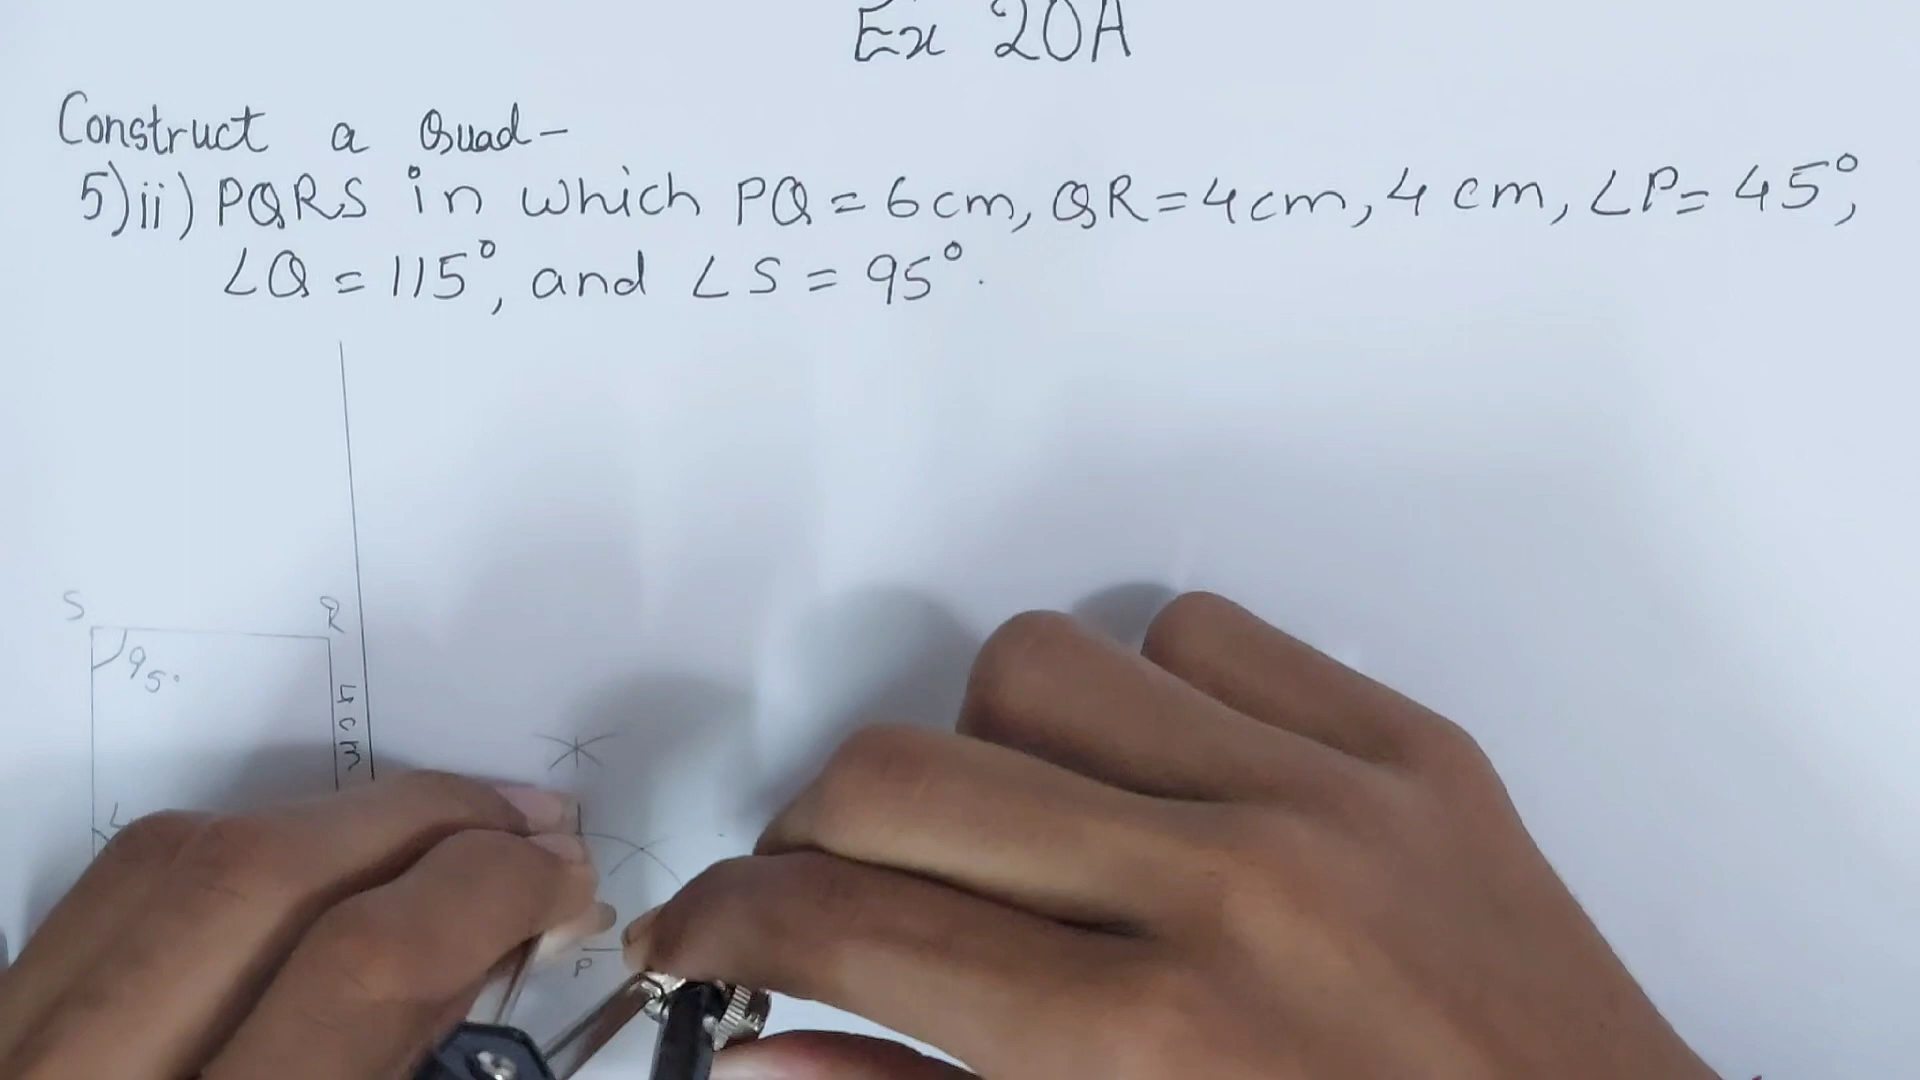 Ex 20A
Construct a Quad-
5)ii) PQRS in which PQ = 6cm, QR = 4cm, 4 cm, ∠P = 45°,
∠Q = 115°, and ∠S = 95°.
S
R
95°
4cm
P